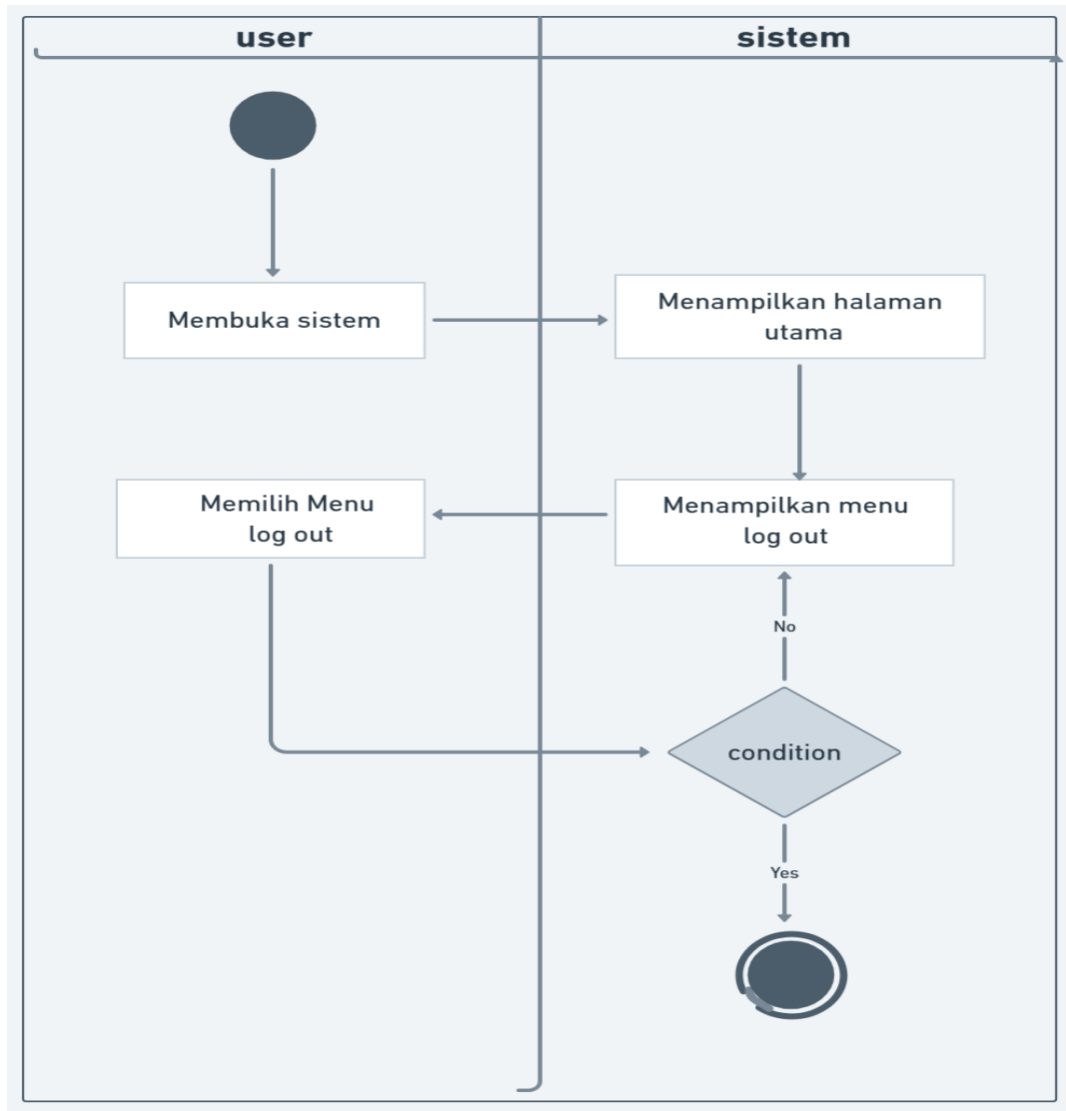 user
sistem
Membuka sistem
Menampilkan halaman
utama
Menampilkan menu
log out
Memilih Menu
log out
No
condition
Yes